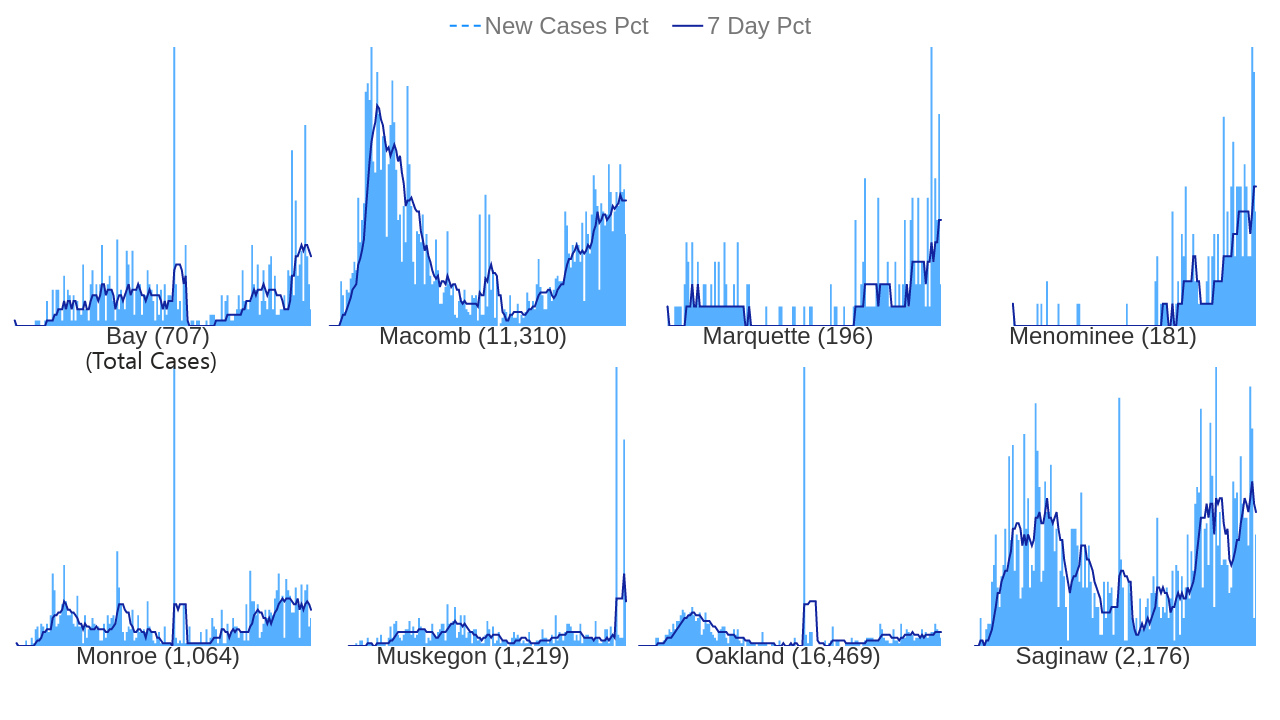 New Cases Pct 7 Day Pct
Bay (707)
(Total Cases)
Macomb (11,310)
Marquette (196)
Menominee (181)
Monroe (1,064)
Muskegon (1,219)
Oakland (16,469)
Saginaw (2,176)